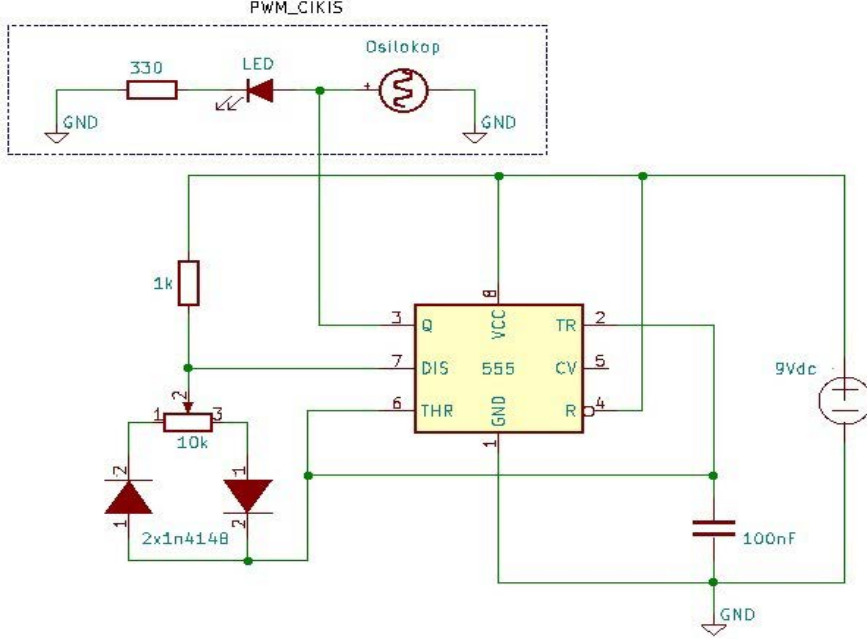 PWM_CIKIS
330
LED
Osilokop
GND
GND
1k
3 Q
VCC 8
TR 2
7 DIS
555
CV 5
9Vdc
6 THR
GND 1
R 4
1 2 3
10k
2 1
1 2
2x1n4148
100nF
GND